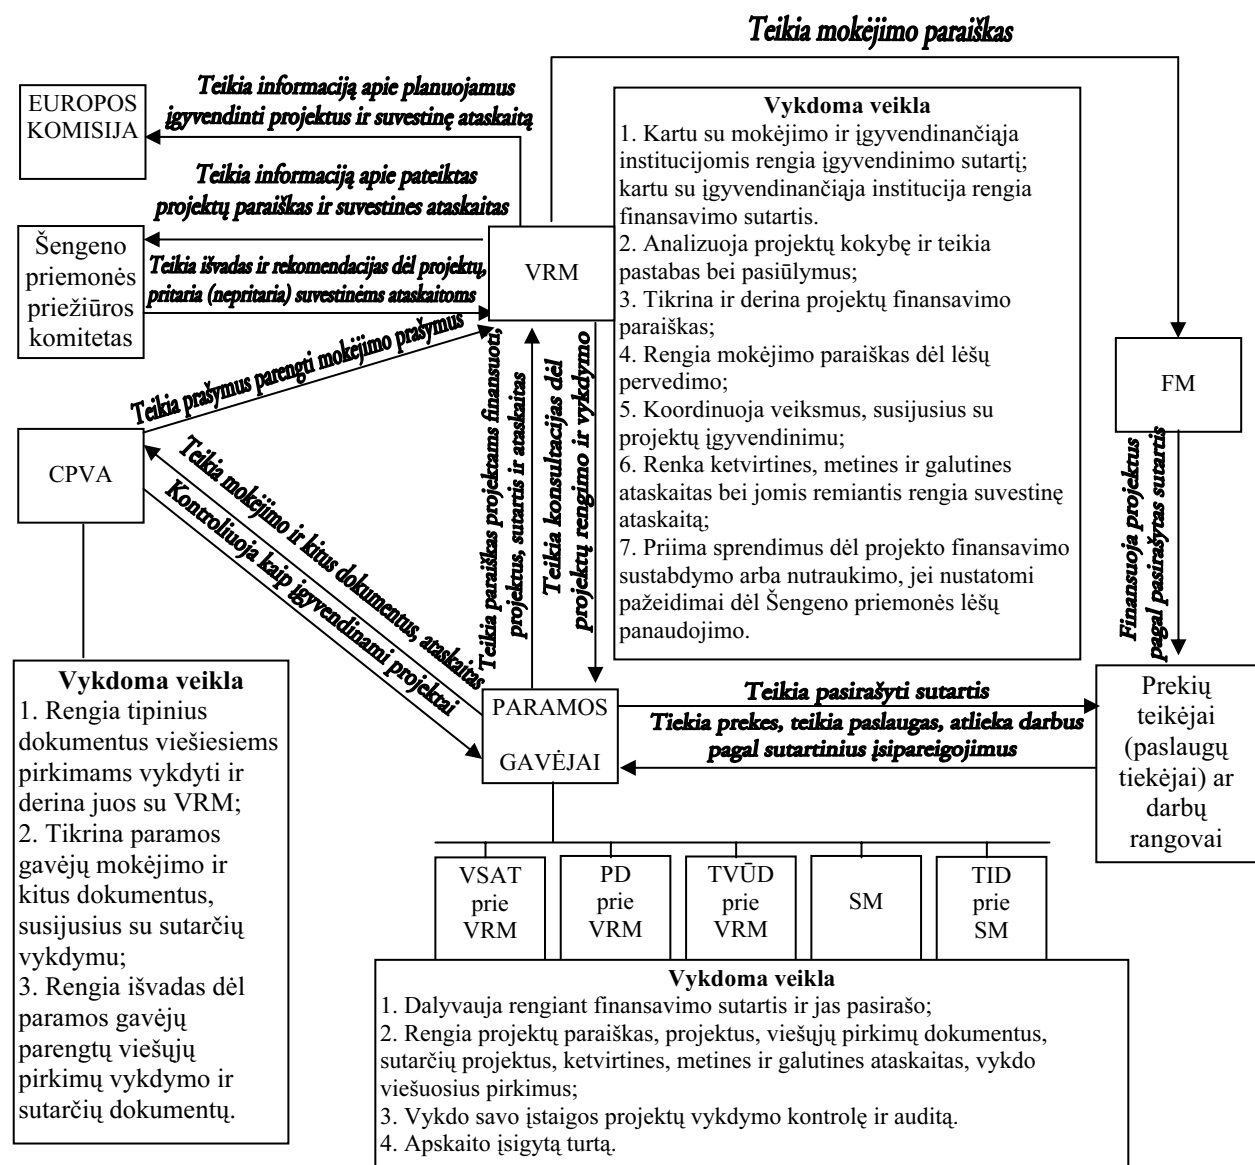 Teikia mokėjimo paraiškas
EUROPOS
KOMISIJA
Teikia informaciją apie planuojamus
įgyvendinti projektus ir suvestinę ataskaitą
Teikia informaciją apie pateiktas
projektų paraiškas ir suvestines ataskaitas
Šengeno
priemonės
priežiūros
komitetas
Teikia išvadas ir rekomendacijas dėl projektų,
pritaria (nepritaria) suvestinėms ataskaitoms
VRM
Vykdoma veikla
1. Kartu su mokėjimo ir įgyvendinančiąja
institucijomis rengia įgyvendinimo sutartį;
kartu su įgyvendinančiąja institucija rengia
finansavimo sutartis.
2. Analizuoja projektų kokybę ir teikia
pastabas bei pasiūlymus;
3. Tikrina ir derina projektų finansavimo
paraiškas;
4. Rengia mokėjimo paraiškas dėl lėšų
pervedimo;
5. Koordinuoja veiksmus, susijusius su
projektų įgyvendinimu;
6. Renka ketvirtines, metines ir galutines
ataskaitas bei jomis remiantis rengia suvestinę
ataskaitą;
7. Priima sprendimus dėl projekto finansavimo
sustabdymo arba nutraukimo, jei nustatomi
pažeidimai dėl Šengeno priemonės lėšų
panaudojimo.
FM
Teikia prašymus parengti mokėjimo prašymus
CPVA
Teikia mokėjimo ir kitus dokumentus, ataskaitas
Kontroliuoja kaip įgyvendinami projektai
Teikia paraiškas projektams finansuoti,
projektus, sutartis ir ataskaitas
Teikia konsultacijas dėl
projektų rengimo ir vykdymo
Finansuoja projektus
pagal pasirašytas sutartis
Vykdoma veikla
1. Rengia tipinius
dokumentus viešiesiems
pirkimams vykdyti ir
derina juos su VRM;
2. Tikrina paramos
gavėjų mokėjimo ir
kitus dokumentus,
susijusius su sutarčių
vykdymu;
3. Rengia išvadas dėl
paramos gavėjų
parengtų viešųjų
pirkimų vykdymo ir
sutarčių dokumentų.
PARAMOS
GAVĖJAI
Teikia pasirašyti sutartis
Tiekia prekes, teikia paslaugas, atlieka darbus
pagal sutartinius įsipareigojimus
Prekių
teikėjai
(paslaugų
tiekėjai) ar
darbų
rangovai
VSAT
prie
VRM
PD
prie
VRM
TVŪD
prie
VRM
SM
TID
prie
SM
Vykdoma veikla
1. Dalyvauja rengiant finansavimo sutartis ir jas pasirašo;
2. Rengia projektų paraiškas, projektus, viešųjų pirkimų dokumentus,
sutarčių projektus, ketvirtines, metines ir galutines ataskaitas, vykdo
viešuosius pirkimus;
3. Vykdo savo įstaigos projektų vykdymo kontrolę ir auditą.
4. Apskaito įsigytą turtą.